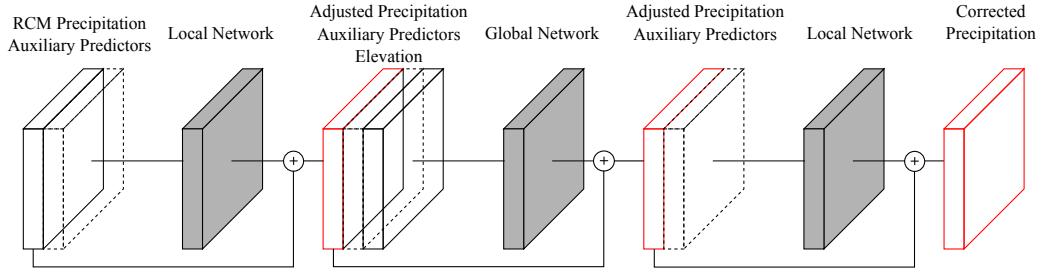 RCM Precipitation
Auxiliary Predictors
Local Network
Adjusted Precipitation
Auxiliary Predictors
Elevation
Global Network
Adjusted Precipitation
Auxiliary Predictors
Local Network
Corrected
Precipitation
+
+
+